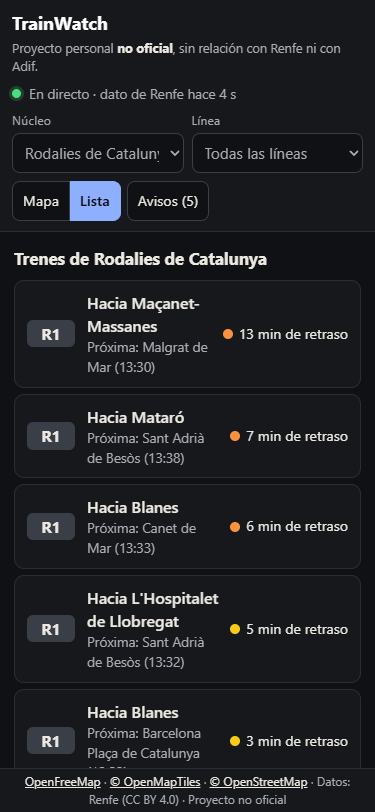 TrainWatch
Proyecto personal no oficial, sin relación con Renfe ni con
Adif.
En directo · dato de Renfe hace 4 s
Núcleo
Línea
Rodalies de Cataluny
Todas las líneas
Mapa
Lista
Avisos (5)
Trenes de Rodalies de Catalunya
R1
Hacia Maçanet-
Massanes
Próxima: Malgrat de
Mar (13:30)
13 min de retraso
R1
Hacia Mataró
Próxima: Sant Adrià
de Besòs (13:38)
7 min de retraso
R1
Hacia Blanes
Próxima: Canet de
Mar (13:33)
6 min de retraso
R1
Hacia L'Hospitalet
de Llobregat
Próxima: Sant Adrià
de Besòs (13:32)
5 min de retraso
R1
Hacia Blanes
Próxima: Barcelona
Plaça de Catalunya
3 min de retraso
OpenFreeMap · © OpenMapTiles · © OpenStreetMap · Datos:
Renfe (CC BY 4.0) · Proyecto no oficial